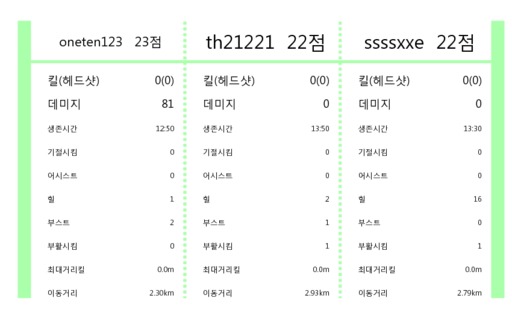 oneten123 23점 th21221 22점 ssssxxe 22점
킬(헤드샷) 0(0) 킬(헤드샷) 0(0) 킬(헤드샷) 0(0)
데미지 81 데미지 0 데미지 0
생존시간 12:50 생존시간 13:50 생존시간 13:30
기절시킴 0 기절시킴 0 기절시킴 0
어시스트 0 어시스트 0 어시스트 0
힐 1 힐 2 힐 16
부스트 2 부스트 1 부스트 0
부활시킴 0 부활시킴 1 부활시킴 1
최대거리킬 0.0m 최대거리킬 0.0m 최대거리킬 0.0m
이동거리 2.30km 이동거리 2.93km 이동거리 2.79km